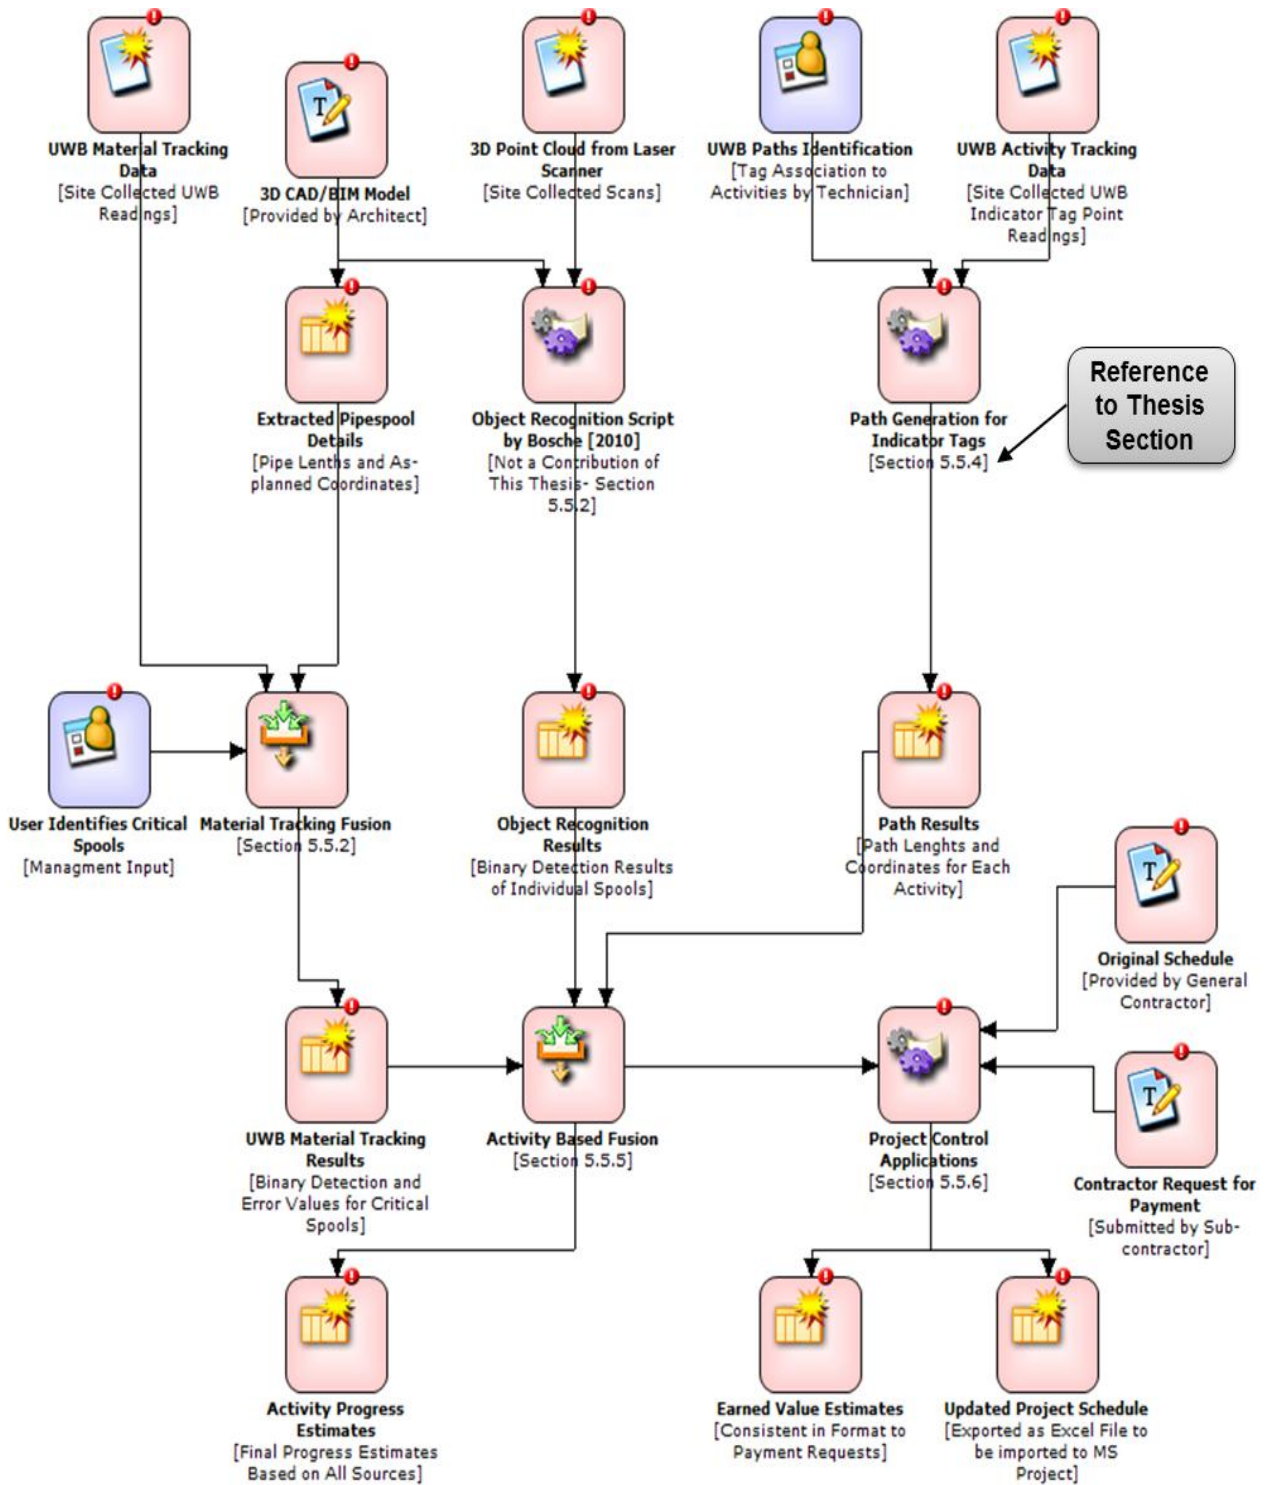 UWB Material Tracking
Data
[Site Collected UWB
Readings]
3D CAD/BIM Model
[Provided by Architect]
3D Point Cloud from Laser
Scanner
[Site Collected Scans]
UWB Paths Identification
[Tag Association to
Activities by Technician]
UWB Activity Tracking
Data
[Site Collected UWB
Indicator Tag Point
Readings]
Extracted Pipespool
Details
[Pipe Lenths and As-
planned Coordinates]
Object Recognition Script
by Bosche [2010]
[Not a Contribution of
This Thesis- Section
5.5.2]
Path Generation for
Indicator Tags
[Section 5.5.4]
Reference
to Thesis
Section
User Identifies Critical
Spools
[Managment Input]
Material Tracking Fusion
[Section 5.5.2]
Object Recognition
Results
[Binary Detection Results
of Individual Spools]
Path Results
[Path Lenghts and
Coordinates for Each
Activity]
Original Schedule
[Provided by General
Contractor]
UWB Material Tracking
Results
[Binary Detection and
Error Values for Critical
Spools]
Activity Based Fusion
[Section 5.5.5]
Project Control
Applications
[Section 5.5.6]
Contractor Request for
Payment
[Submitted by Sub-
contractor]
Activity Progress
Estimates
[Final Progress Estimates
Based on All Sources]
Earned Value Estimates
[Consistent in Format to
Payment Requests]
Updated Project Schedule
[Exported as Excel File to
be imported to MS
Project]